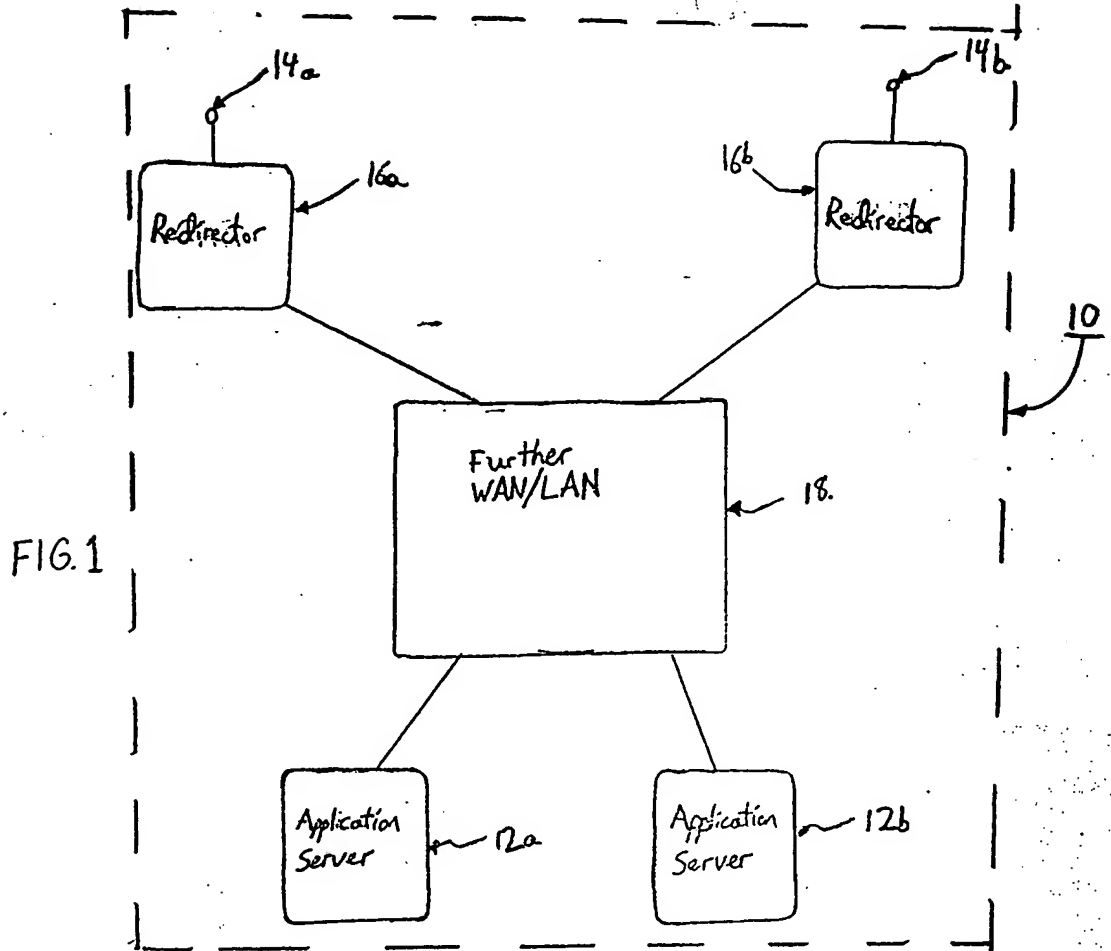 14a
14b
16a
16b
Redirector
Redirector
10
Further
WAN/LAN
18.
FIG. 1
Application
Server
12a
Application
Server
12b